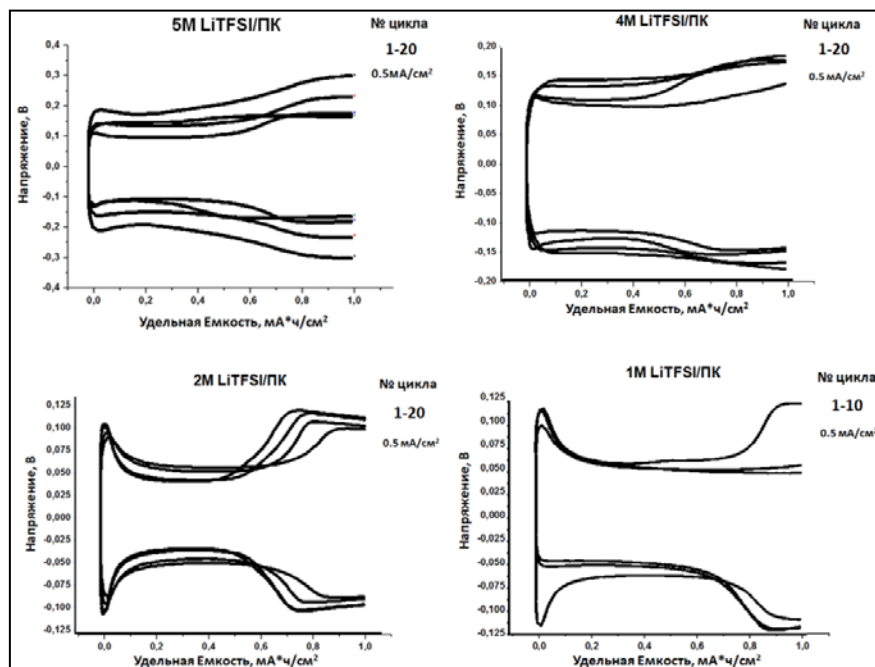 5M LiTFSI/ПК
№ цикла
1-20
0.5мА/см²
Напряжение, В
0,4
0,3
0,2
0,1
0,0
-0,1
-0,2
-0,3
-0,4
0,0 0,2 0,4 0,6 0,8 1,0
Удельная Емкость, мА*ч/см²
4M LiTFSI/ПК
№ цикла
1-20
0.5мА/см²
Напряжение, В
0,20
0,15
0,10
0,05
0,00
-0,05
-0,10
-0,15
-0,20
0,0 0,2 0,4 0,6 0,8 1,0
Удельная Емкость, мА*ч/см²
2M LiTFSI/ПК
№ цикла
1-20
0.5мА/см²
Напряжение, В
0,125
0,100
0,075
0,050
0,025
0,000
-0,025
-0,050
-0,075
-0,100
-0,125
0,0 0,2 0,4 0,6 0,8 1,0
Удельная Емкость, мА*ч/см²
1M LiTFSI/ПК
№ цикла
1-10
0.5мА/см²
Напряжение, В
0,125
0,100
0,075
0,050
0,025
0,000
-0,025
-0,050
-0,075
-0,100
-0,125
0,0 0,2 0,4 0,6 0,8 1,0
Удельная Емкость, мА*ч/см²